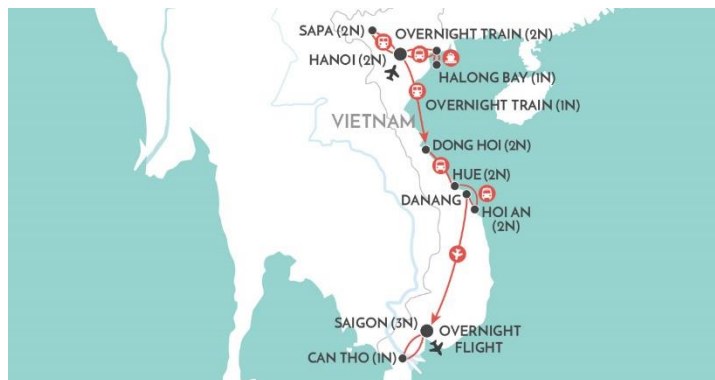 SAPA (2N)
OVERNIGHT TRAIN (2N)
HANOI (2N)
HALONG BAY (1N)
OVERNIGHT TRAIN (1N)
VIETNAM
DONG HOI (2N)
HUE (2N)
DANANG
HOI AN
(2N)
SAIGON (3N)
OVERNIGHT
FLIGHT
CAN THO (1N)